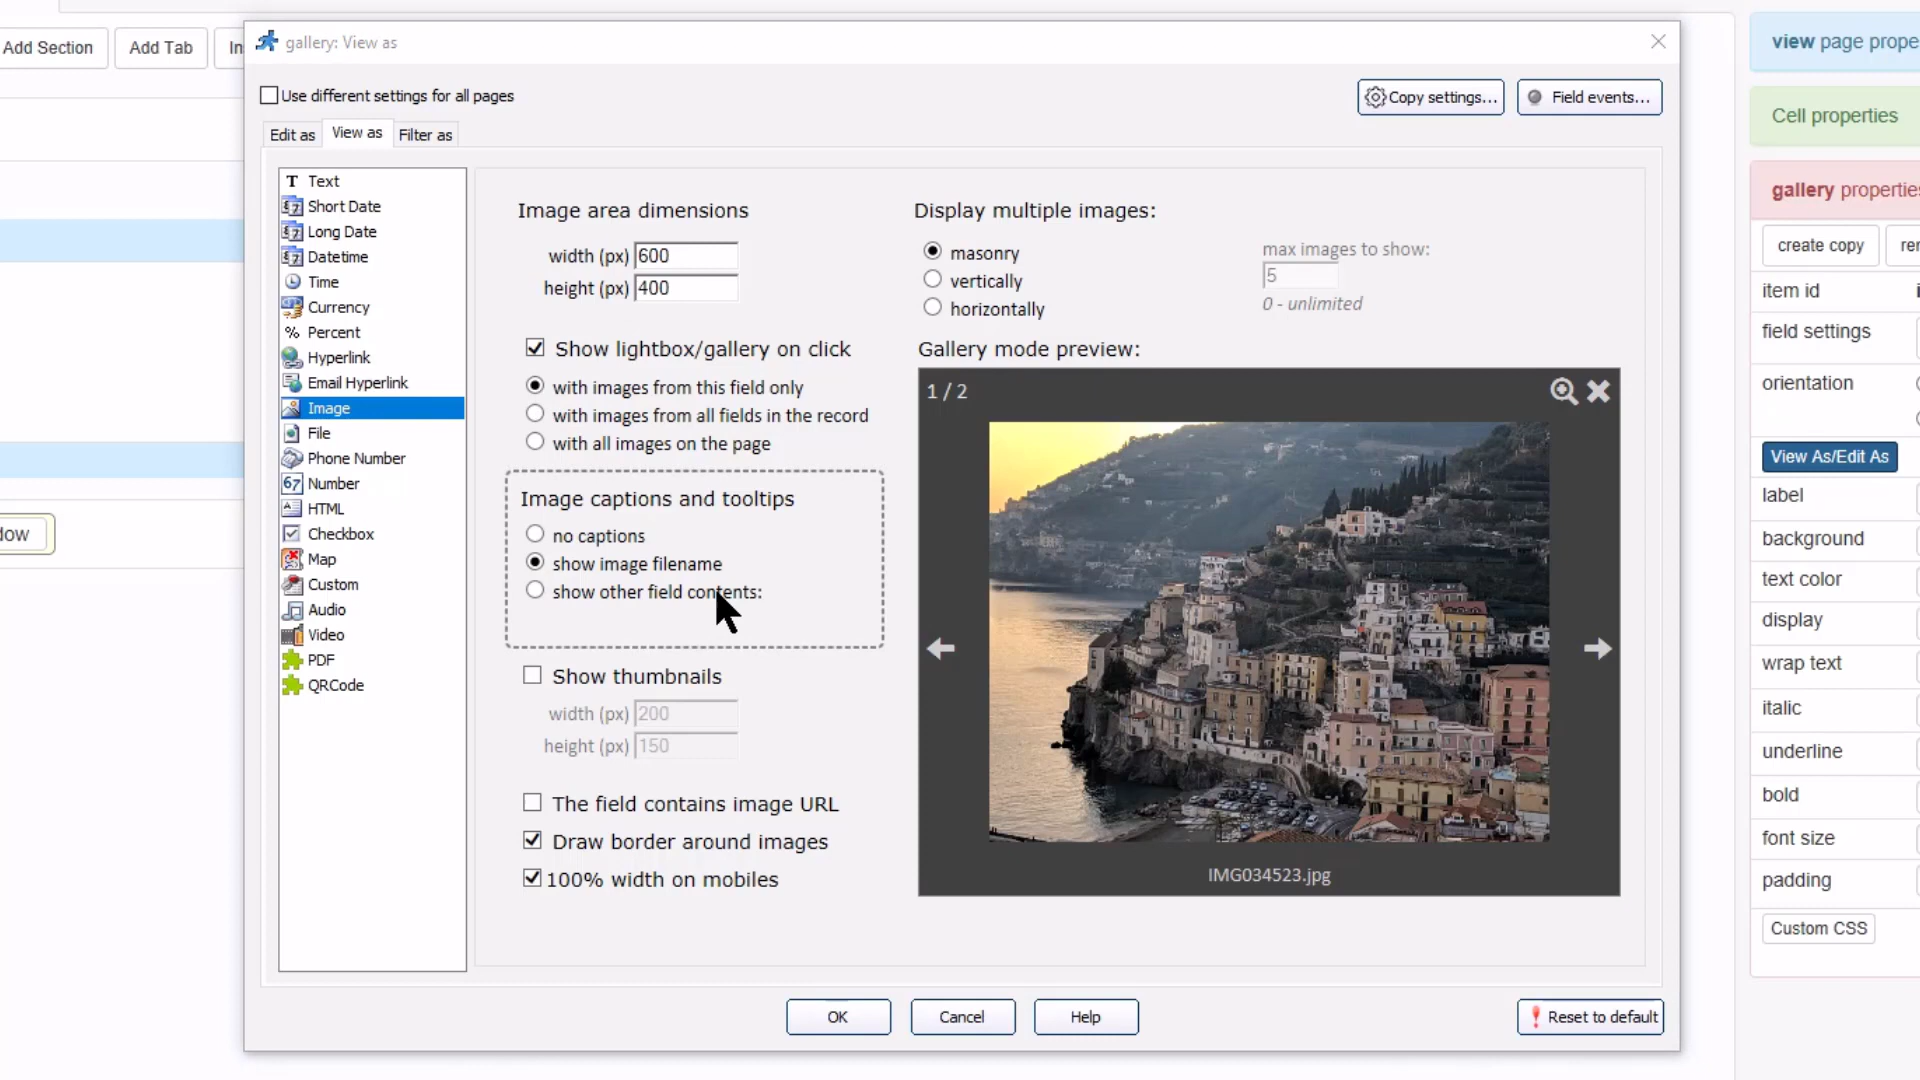 Add Section
Add Tab
gallery: View as
view page prope
Use different settings for all pages
Copy settings...
Field events...
Cell properties
Edit as
View as
Filter as
gallery propertie
Text
Short Date
Long Date
Datetime
Time
Currency
Percent
Hyperlink
Email Hyperlink
Image
File
Phone Number
Number
HTML
Checkbox
Map
Custom
Audio
Video
PDF
QRCode
Image area dimensions
width (px) 600
height (px) 400
Show lightbox/gallery on click
with images from this field only
with images from all fields in the record
with all images on the page
Image captions and tooltips
no captions
show image filename
show other field contents:
Show thumbnails
width (px) 200
height (px) 150
The field contains image URL
Draw border around images
100% width on mobiles
Display multiple images:
masonry
vertically
horizontally
max images to show:
5
0 - unlimited
Gallery mode preview:
1 / 2
IMG034523.jpg
create copy
item id
field settings
orientation
View As/Edit As
label
background
text color
display
wrap text
italic
underline
bold
font size
padding
Custom CSS
OK
Cancel
Help
Reset to default